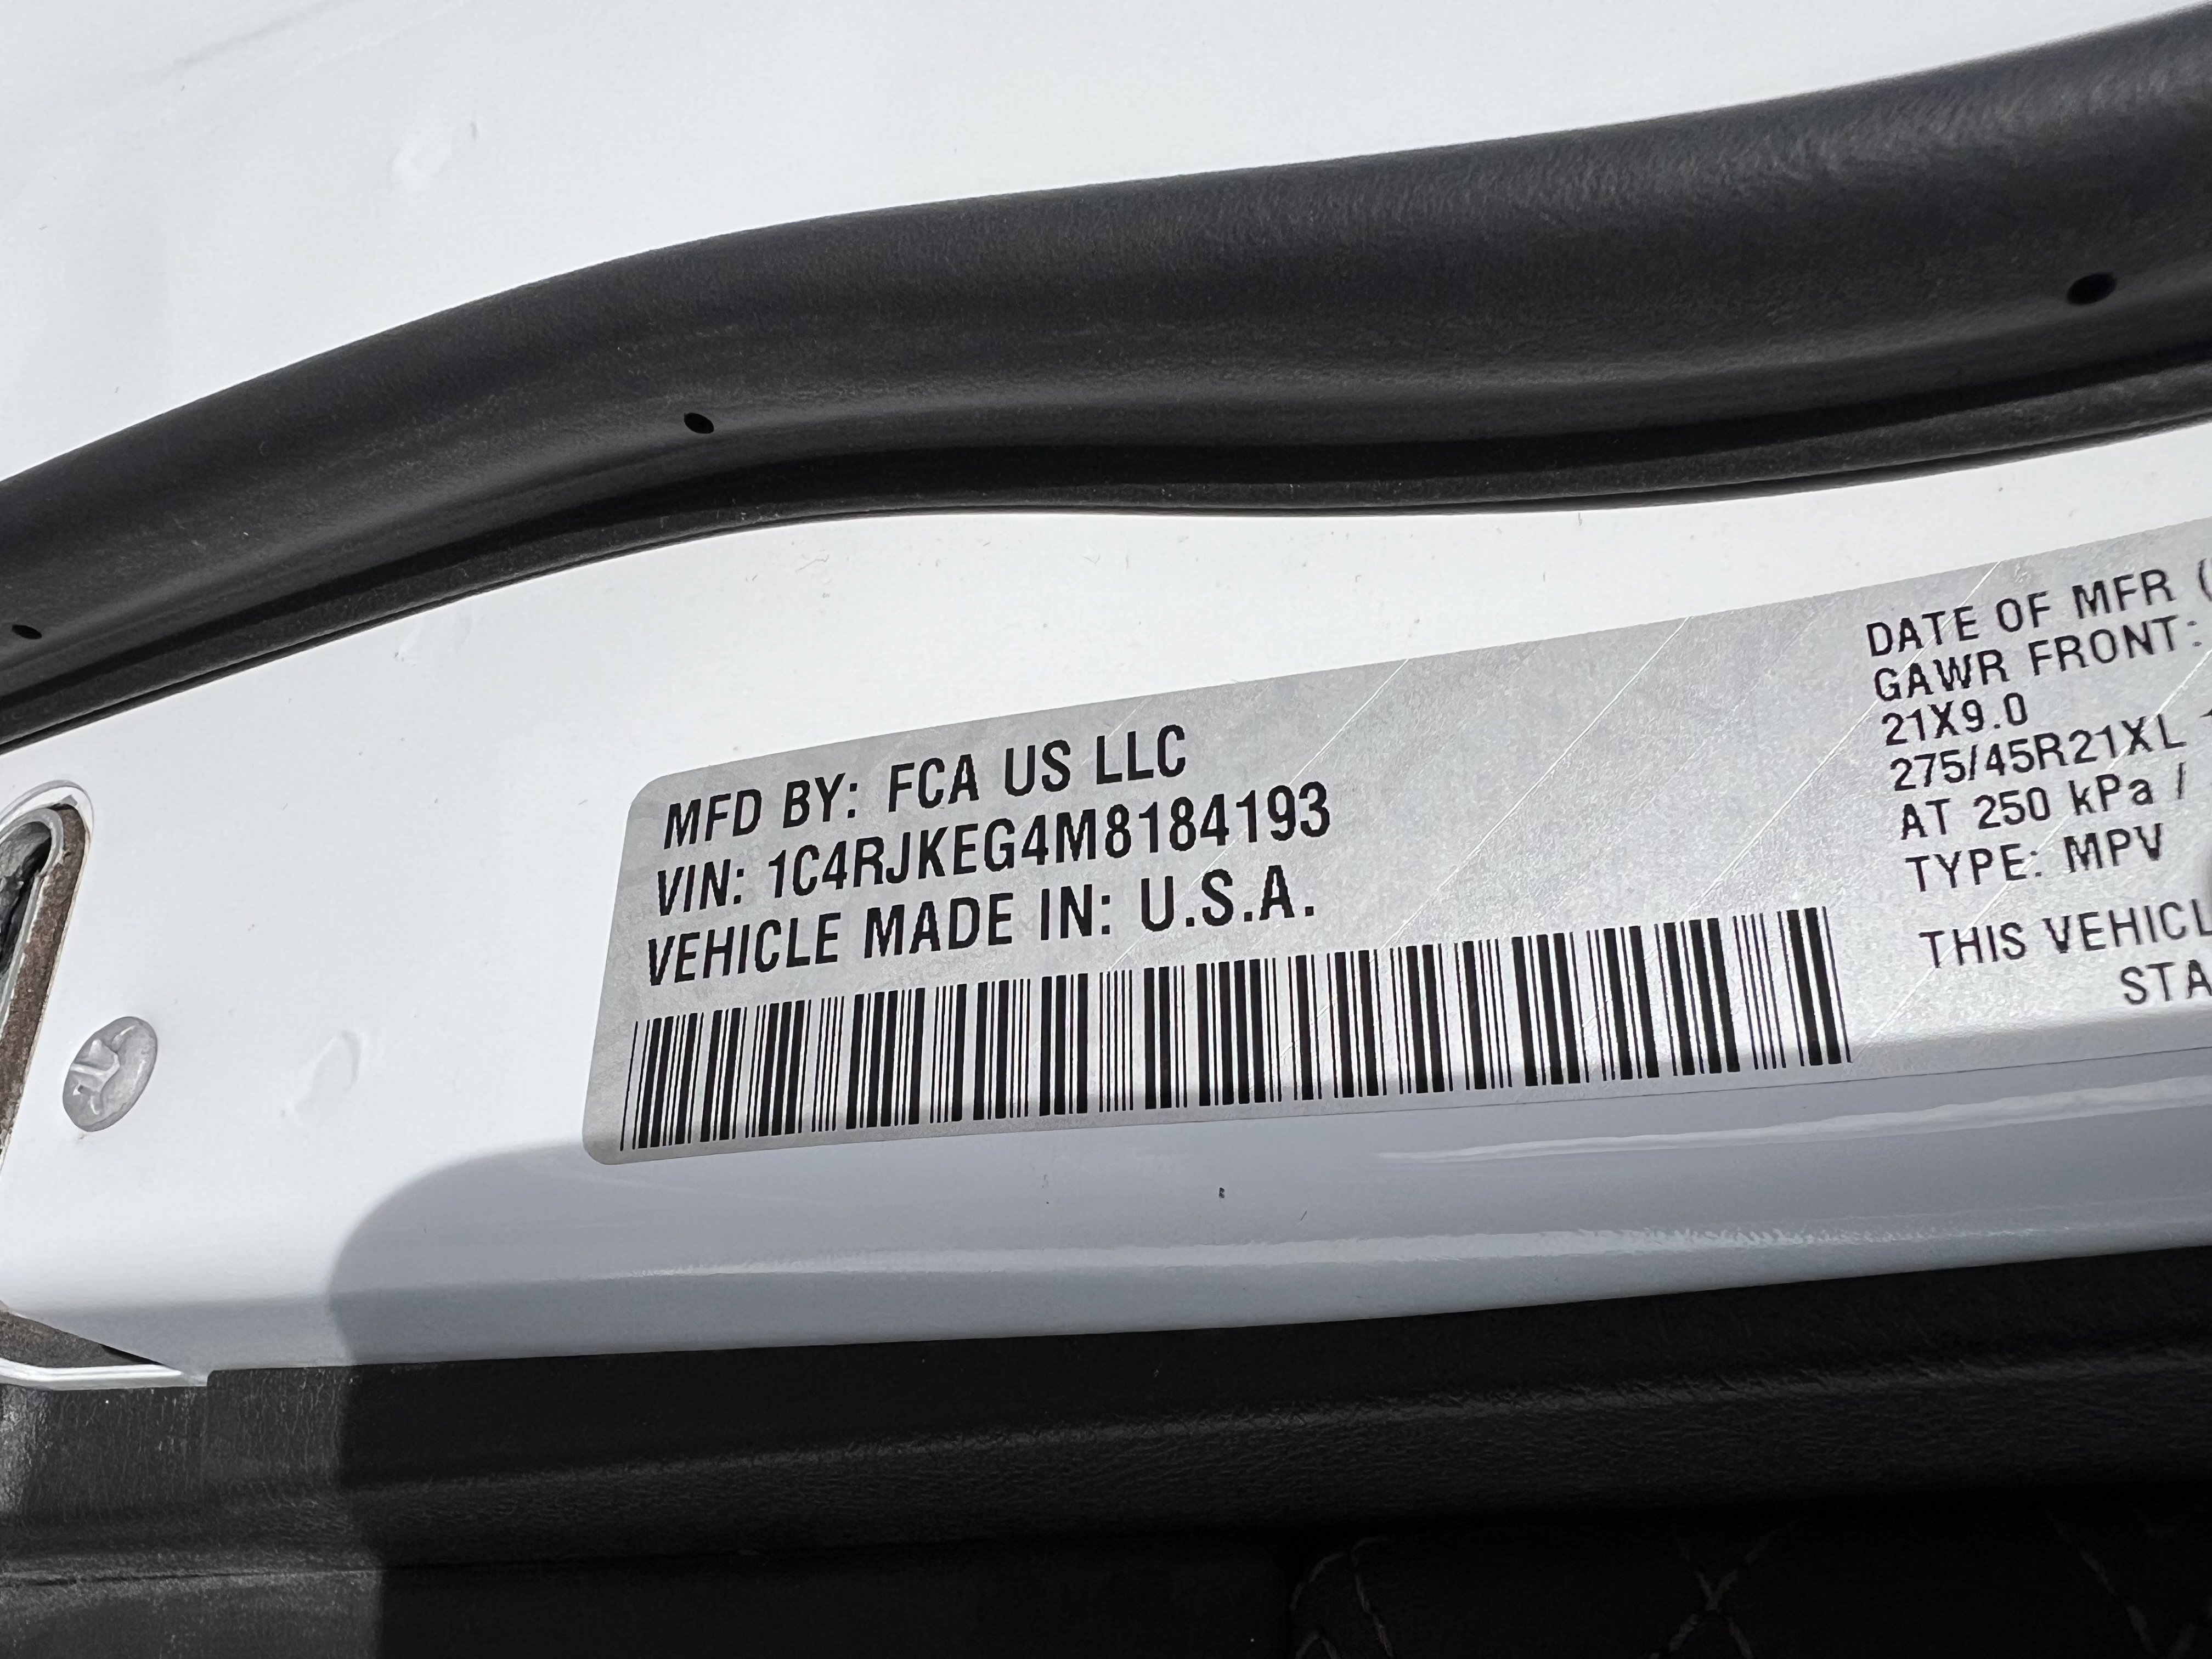 MFD BY: FCA US LLC
VIN: 1C4RJKEG4M8184193
VEHICLE MADE IN: U.S.A.
DATE OF MFR (
GAWR FRONT:
21X9.0
275/45R21XL
AT 250 kPa /
TYPE: MPV
THIS VEHICL
STA